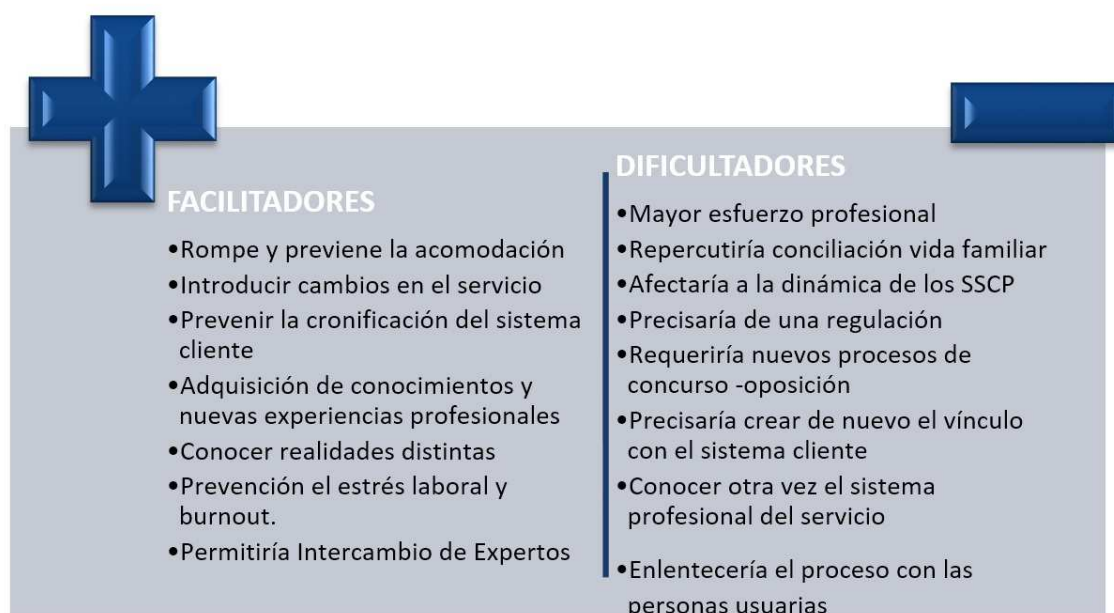 FACILITADORES
•Rompe y previene la acomodación
•Introducir cambios en el servicio
•Prevenir la cronificación del sistema
cliente
•Adquisición de conocimientos y
nuevas experiencias profesionales
•Conocer realidades distintas
•Prevención el estrés laboral y
burnout.
•Permitiría Intercambio de Expertos
DIFICULTADORES
•Mayor esfuerzo profesional
•Repercutiría conciliación vida familiar
•Afectaría a la dinámica de los SSCP
•Precisaría de una regulación
•Requeriría nuevos procesos de
concurso -oposición
•Precisaría crear de nuevo el vínculo
con el sistema cliente
•Conocer otra vez el sistema
profesional del servicio
•Enlentecería el proceso con las
personas usuarias